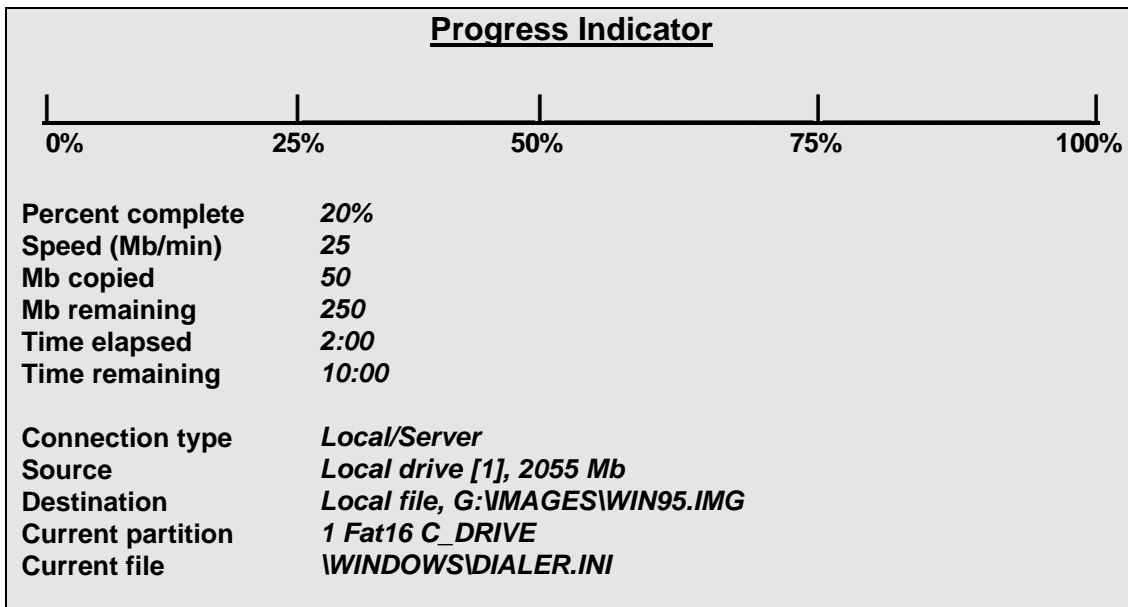 Progress Indicator
0% 25% 50% 75% 100%
Percent complete 20%
Speed (Mb/min) 25
Mb copied 50
Mb remaining 250
Time elapsed 2:00
Time remaining 10:00
Connection type Local/Server
Source Local drive [1], 2055 Mb
Destination Local file, G:\IMAGES\WIN95.IMG
Current partition 1 Fat16 C_DRIVE
Current file \WINDOWS\DIALER.INI